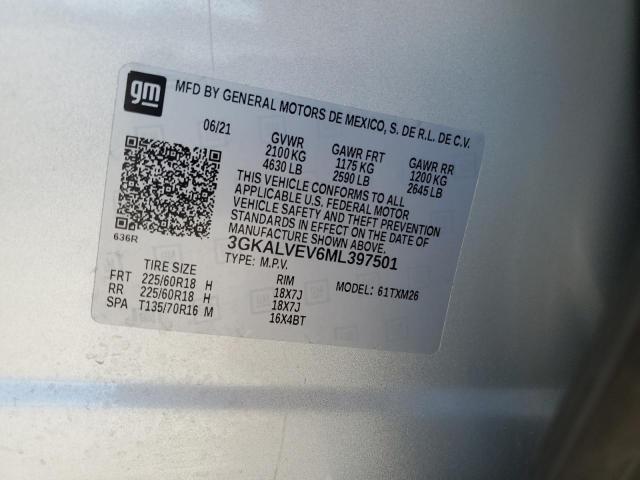 gm
MFD BY GENERAL MOTORS DE MEXICO, S. DE R.L. DE C.V.
06/21 GVWR GAWR FRT GAWR RR
2100 KG 1175 KG 1200 KG
4630 LB 2590 LB 2645 LB
THIS VEHICLE CONFORMS TO ALL
APPLICABLE U.S. FEDERAL MOTOR
VEHICLE SAFETY AND THEFT PREVENTION
STANDARDS IN EFFECT ON THE DATE OF
MANUFACTURE SHOWN ABOVE.
636R
3GKALVEV6ML397501
TYPE: M.P.V.
TIRE SIZE RIM MODEL: 61TXM26
FRT 225/60R18 H 18X7J
RR 225/60R18 H 18X7J
SPA T135/70R16 M 16X4BT